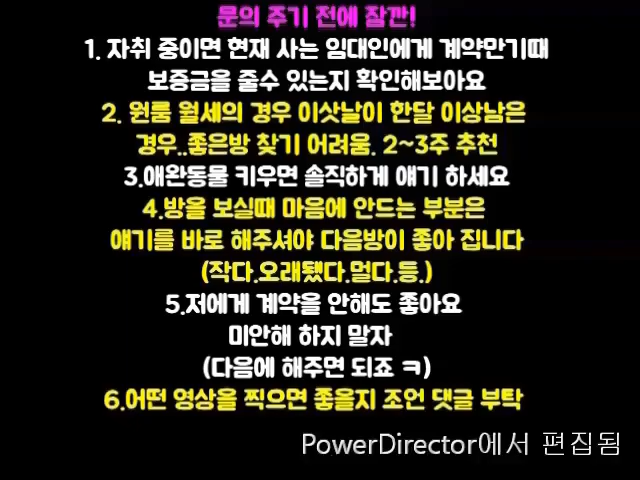 문의 주기 전에 잠깐!
1. 자취 중이면 현재 사는 임대인에게 계약만기때
보증금을 줄수 있는지 확인해보아요
2. 원룸 월세의 경우 이삿날이 한달 이상남은
경우..좋은방 찾기 어려움. 2~3주 추천
3.애완동물 키우면 솔직하게 얘기 하세요
4.방을 보실때 마음에 안드는 부분은
얘기를 바로 해주셔야 다음방이 좋아 집니다
(작다.오래됐다.멀다.등.)
5.저에게 계약을 안해도 좋아요
미안해 하지 말자
(다음에 해주면 되죠 ㅋ)
6.어떤 영상을 찍으면 좋을지 조언 댓글 부탁
PowerDirector에서 편집됨